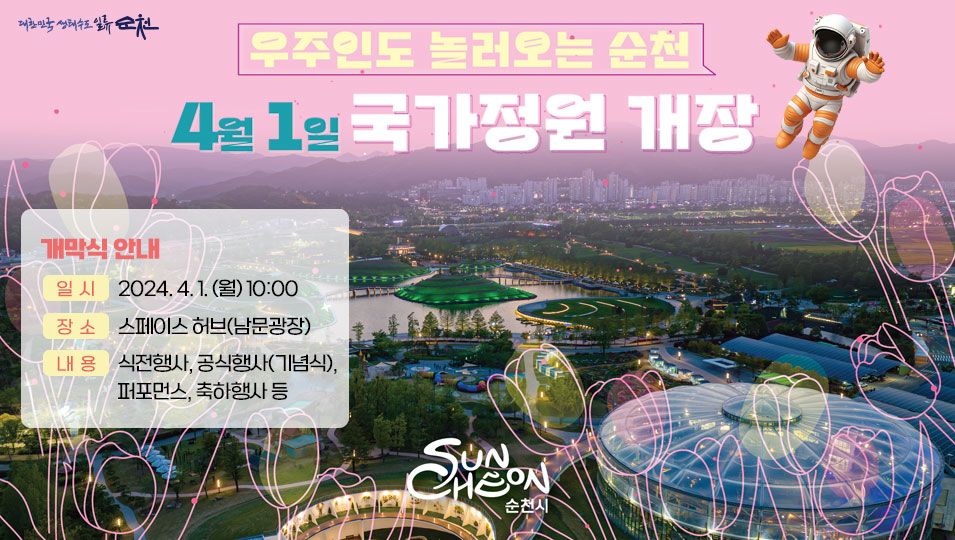 대한민국 생태수도 일류 순천
우주인도 놀러오는 순천
4월 1일 국가정원 개장
개막식 안내
일 시 2024. 4. 1. (월) 10:00
장 소 스페이스 허브(남문광장)
내 용 식전행사, 공식행사(기념식),
퍼포먼스, 축하행사 등
SUN
CHEON
순천시